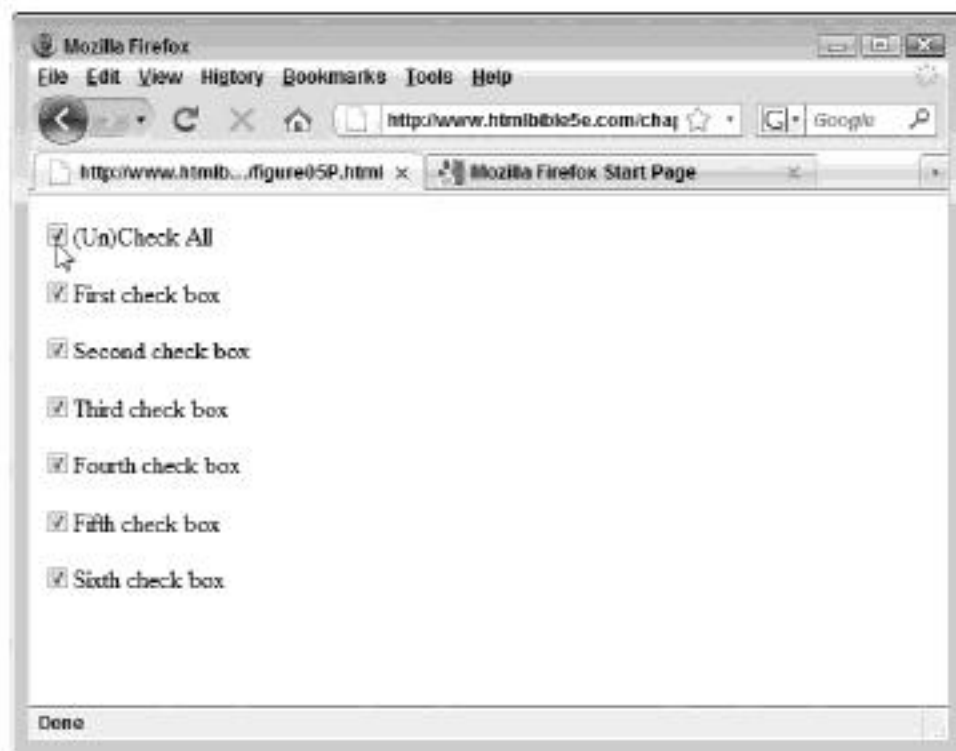 Mozilla Firefox
File Edit View History Bookmarks Tools Help
http://www.htmlbible5e.com/chap
Google
http://www.htmlb.../figure05P.html
Mozilla Firefox Start Page
(Un)Check All
First check box
Second check box
Third check box
Fourth check box
Fifth check box
Sixth check box
Done